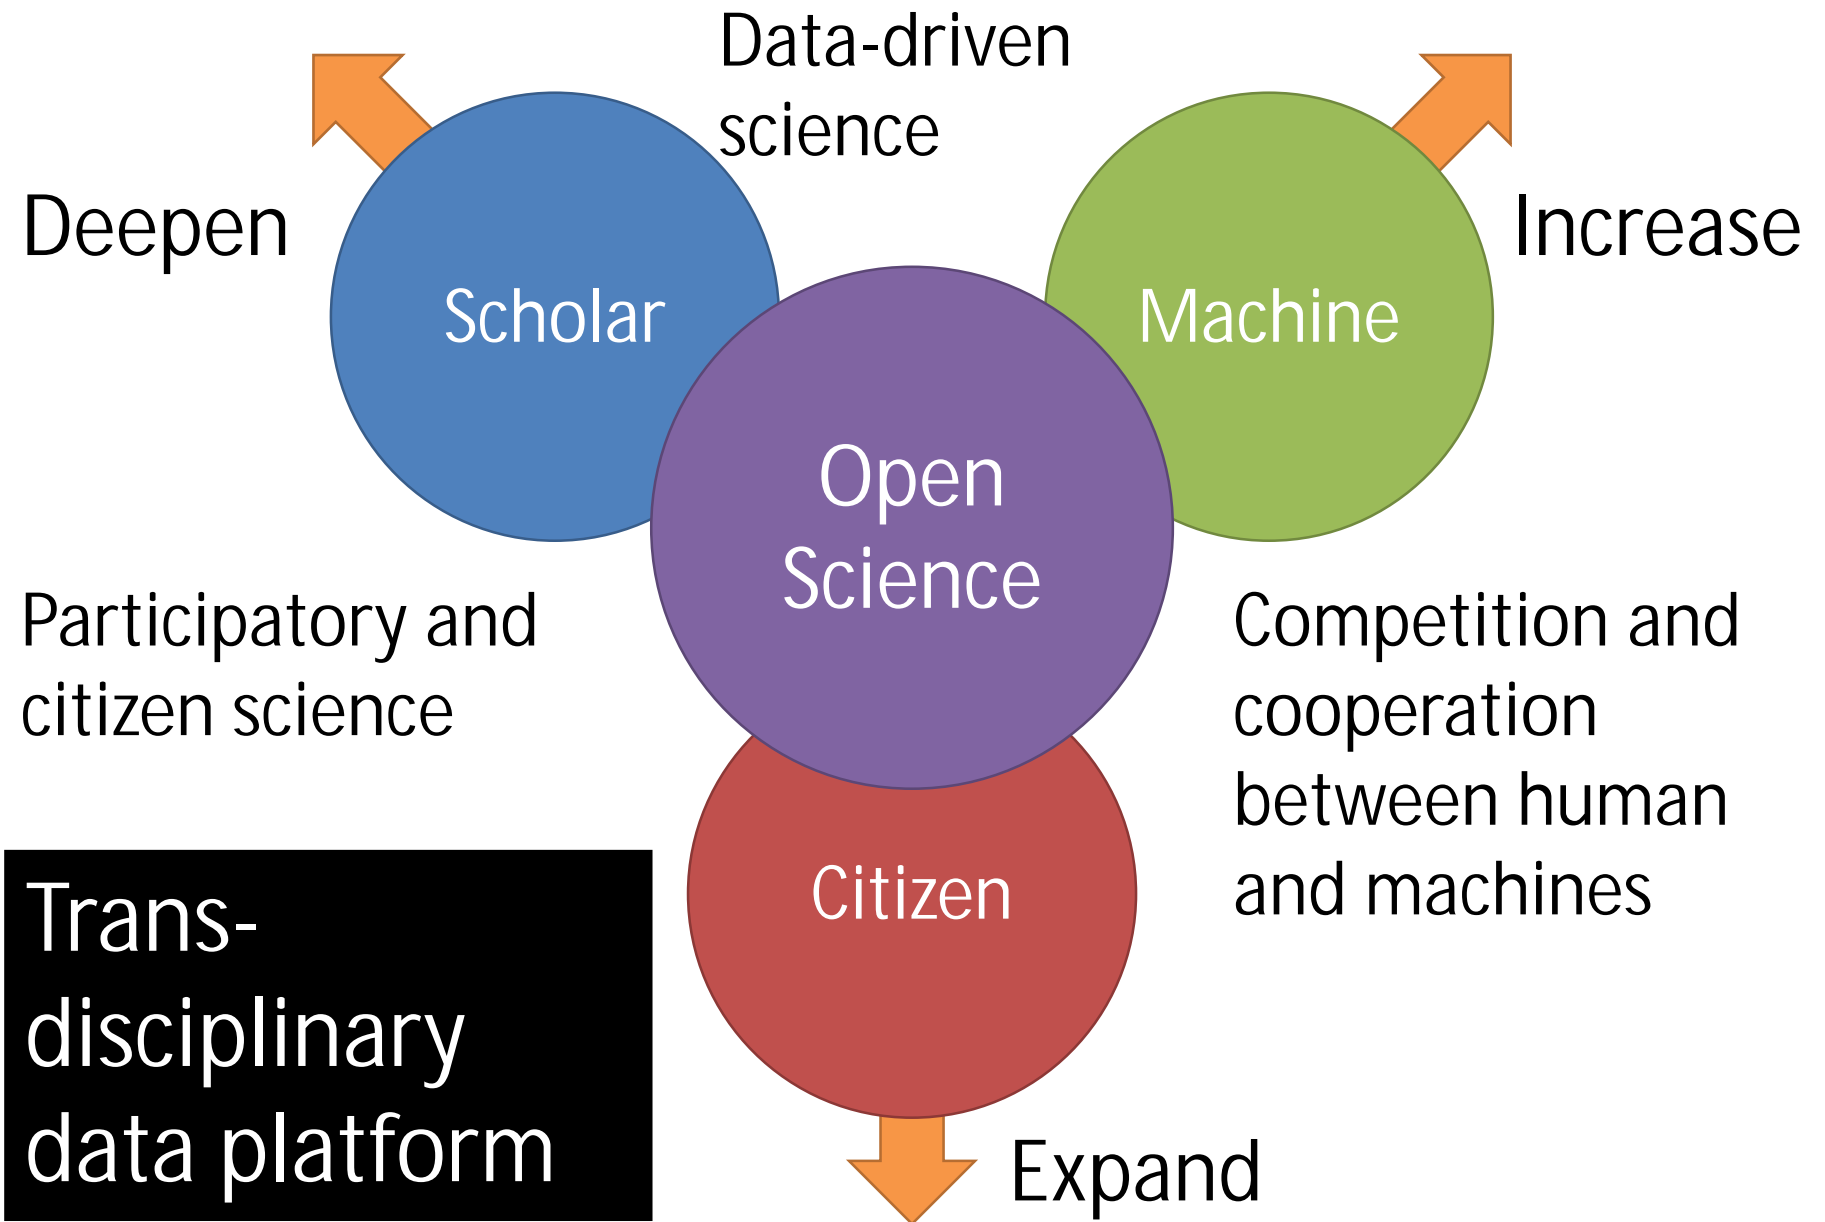 Data-driven
science
Deepen
Increase
Scholar
Machine
Open
Science
Participatory and
citizen science
Competition and
cooperation
between human
and machines
Citizen
Trans-
disciplinary
data platform
Expand